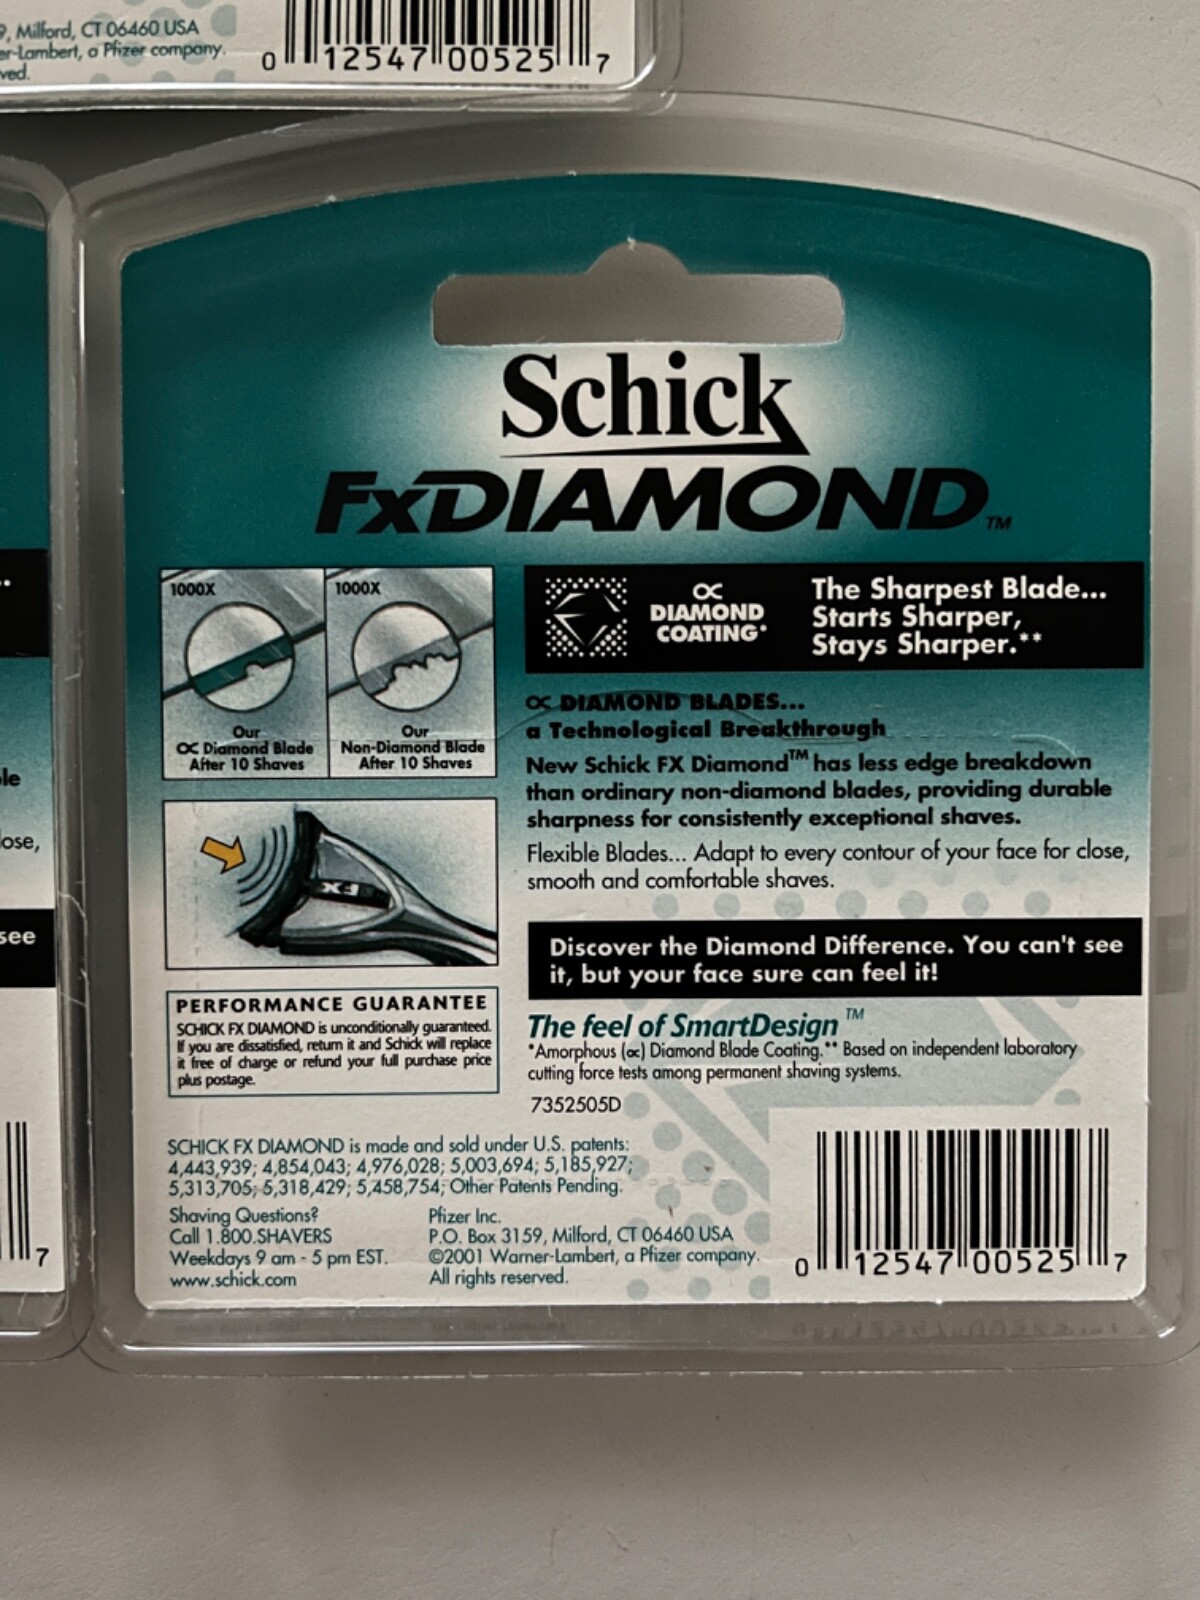 9, Milford, CT 06460 USA
er-Lambert, a Pfizer company.
ved.
0 12547 00525 7
Schick
FXDIAMOND™
1000X
1000X
Our
∝ Diamond Blade
After 10 Shaves
Our
Non-Diamond Blade
After 10 Shaves
∝
DIAMOND
COATING*
The Sharpest Blade...
Starts Sharper,
Stays Sharper.**
∝ DIAMOND BLADES...
a Technological Breakthrough
New Schick FX Diamond™ has less edge breakdown
than ordinary non-diamond blades, providing durable
sharpness for consistently exceptional shaves.
Flexible Blades... Adapt to every contour of your face for close,
smooth and comfortable shaves.
FX
Discover the Diamond Difference. You can't see
it, but your face sure can feel it!
PERFORMANCE GUARANTEE
SCHICK FX DIAMOND is unconditionally guaranteed.
If you are dissatisfied, return it and Schick will replace
it free of charge or refund your full purchase price
plus postage.
The feel of SmartDesign™
*Amorphous (∝) Diamond Blade Coating.** Based on independent laboratory
cutting force tests among permanent shaving systems.
7352505D
SCHICK FX DIAMOND is made and sold under U.S. patents:
4,443,939; 4,854,043; 4,976,028; 5,003,694; 5,185,927;
5,313,705; 5,318,429; 5,458,754; Other Patents Pending.
Shaving Questions?
Call 1.800.SHAVERS
Weekdays 9 am - 5 pm EST.
www.schick.com
Pfizer Inc.
P.O. Box 3159, Milford, CT 06460 USA
©2001 Warner-Lambert, a Pfizer company.
All rights reserved.
0 12547 00525 7
...
le
lose,
see
7